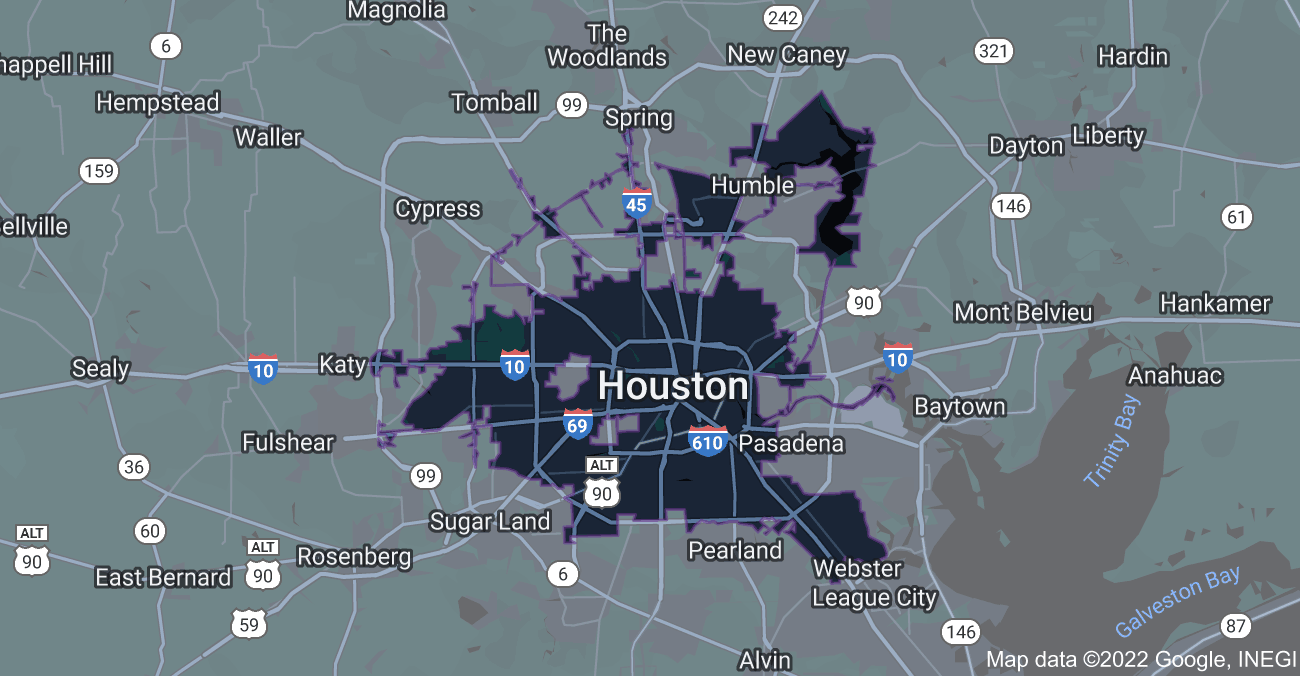 Magnolia
242
The
Woodlands
6
321
New Caney
Hardin
happell Hill
Hempstead
Tomball
99
Spring
Waller
Liberty
Dayton
159
Humble
45
146
Cypress
61
ellville
90
Hankamer
Mont Belvieu
10
Katy
10
10
Sealy
Anahuac
Houston
Baytown
69
Trinity Bay
Fulshear
610
Pasadena
ALT
90
36
99
Sugar Land
60
ALT
90
ALT
90
Rosenberg
Pearland
6
East Bernard
Webster
League City
Galveston Bay
59
146
87
Alvin
Map data ©2022 Google, INEGI